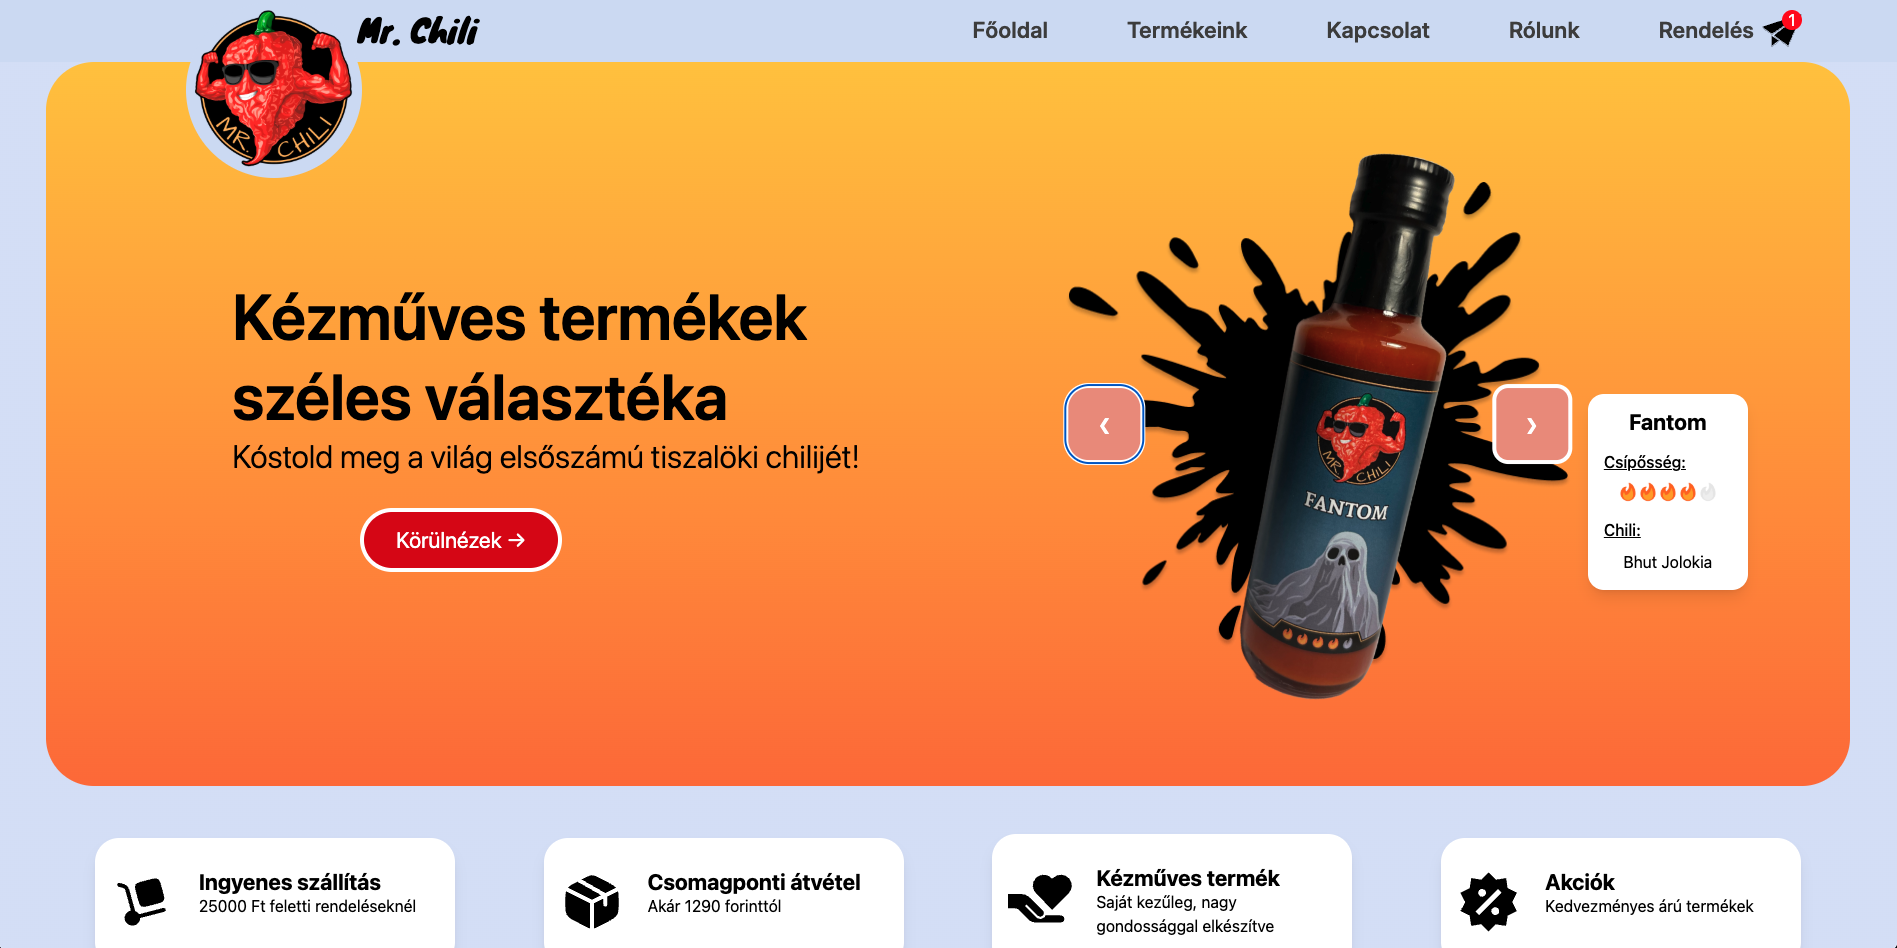 Mr. Chili
Főoldal
Termékeink
Kapcsolat
Rólunk
Rendelés
1
MR. CHILI
Kézműves termékek
széles választéka
Kóstold meg a világ elsőszámú tiszalöki chilijét!
Körülnézek →
❮
MR. CHILI
FANTOM
❯
Fantom
Csípősség:
Chili:
Bhut Jolokia
Ingyenes szállítás
25000 Ft feletti rendeléseknél
Csomagponti átvétel
Akár 1290 forinttól
Kézműves termék
Saját kezűleg, nagy
gondossággal elkészítve
Akciók
Kedvezményes árú termékek